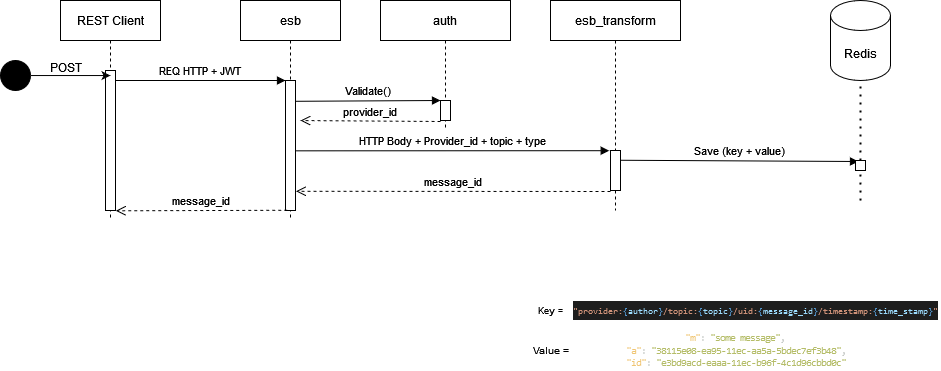 REST Client
esb
auth
esb_transform
Redis
POST
REQ HTTP + JWT
Validate()
provider_id
HTTP Body + Provider_id + topic + type
Save (key + value)
message_id
message_id
Key = "provider:{author}/topic:{topic}/uid:{message_id}/timestamp:{time_stamp}"
"m": "some message",
Value = "a": "38115e08-ea95-11ec-aa5a-5bdec7ef3b48",
"id": "e3bd9acd-eaaa-11ec-b96f-4c1d96cbbd0c"